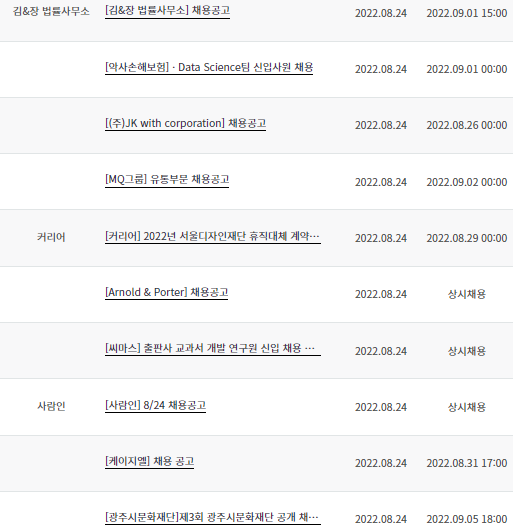 김&장 법률사무소 [김&장 법률사무소] 채용공고 2022.08.24 2022.09.01 15:00
[악사손해보험] · Data Science팀 신입사원 채용 2022.08.24 2022.09.01 00:00
[(주)JK with corporation] 채용공고 2022.08.24 2022.08.26 00:00
[MQ그룹] 유통부문 채용공고 2022.08.24 2022.09.02 00:00
커리어 [커리어] 2022년 서울디자인재단 휴직대체 계약⋯ 2022.08.24 2022.08.29 00:00
[Arnold & Porter] 채용공고 2022.08.24 상시채용
[씨마스] 출판사 교과서 개발 연구원 신입 채용 ⋯ 2022.08.24 상시채용
사람인 [사람인] 8/24 채용공고 2022.08.24 상시채용
[케이지엘] 채용 공고 2022.08.24 2022.08.31 17:00
[광주시문화재단]제3회 광주시문화재단 공개 채⋯ 2022.08.24 2022.09.05 18:00